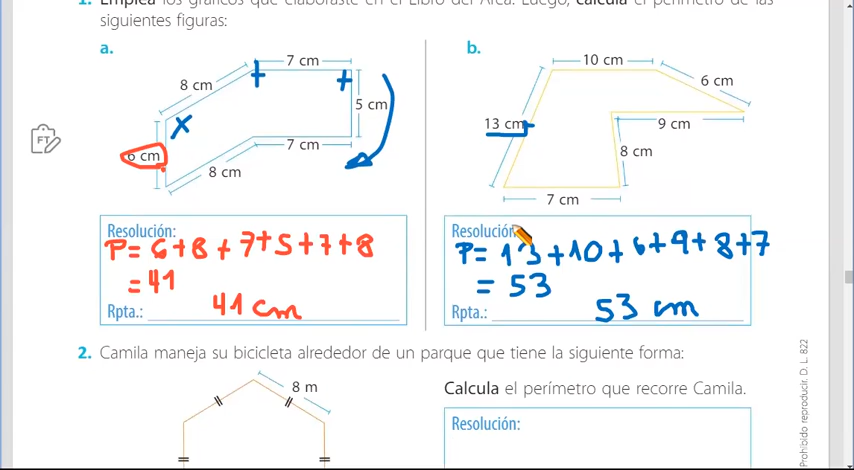 1. Emplea los gráficos que elaboraste en el Libro del Área. Luego, calcula el perímetro de las
siguientes figuras:
a.
7 cm
8 cm
5 cm
6 cm
7 cm
8 cm
Resolución:
P= 6+8+7+5+7+8
=41
41 cm
Rpta.:
b.
10 cm
6 cm
13 cm
9 cm
8 cm
7 cm
Resolución
P= 13+10+6+9+8+7
= 53
53 cm
Rpta.:
FT
2. Camila maneja su bicicleta alrededor de un parque que tiene la siguiente forma:
8 m
Calcula el perímetro que recorre Camila.
Resolución:
Prohibido reproducir. D. L. 822